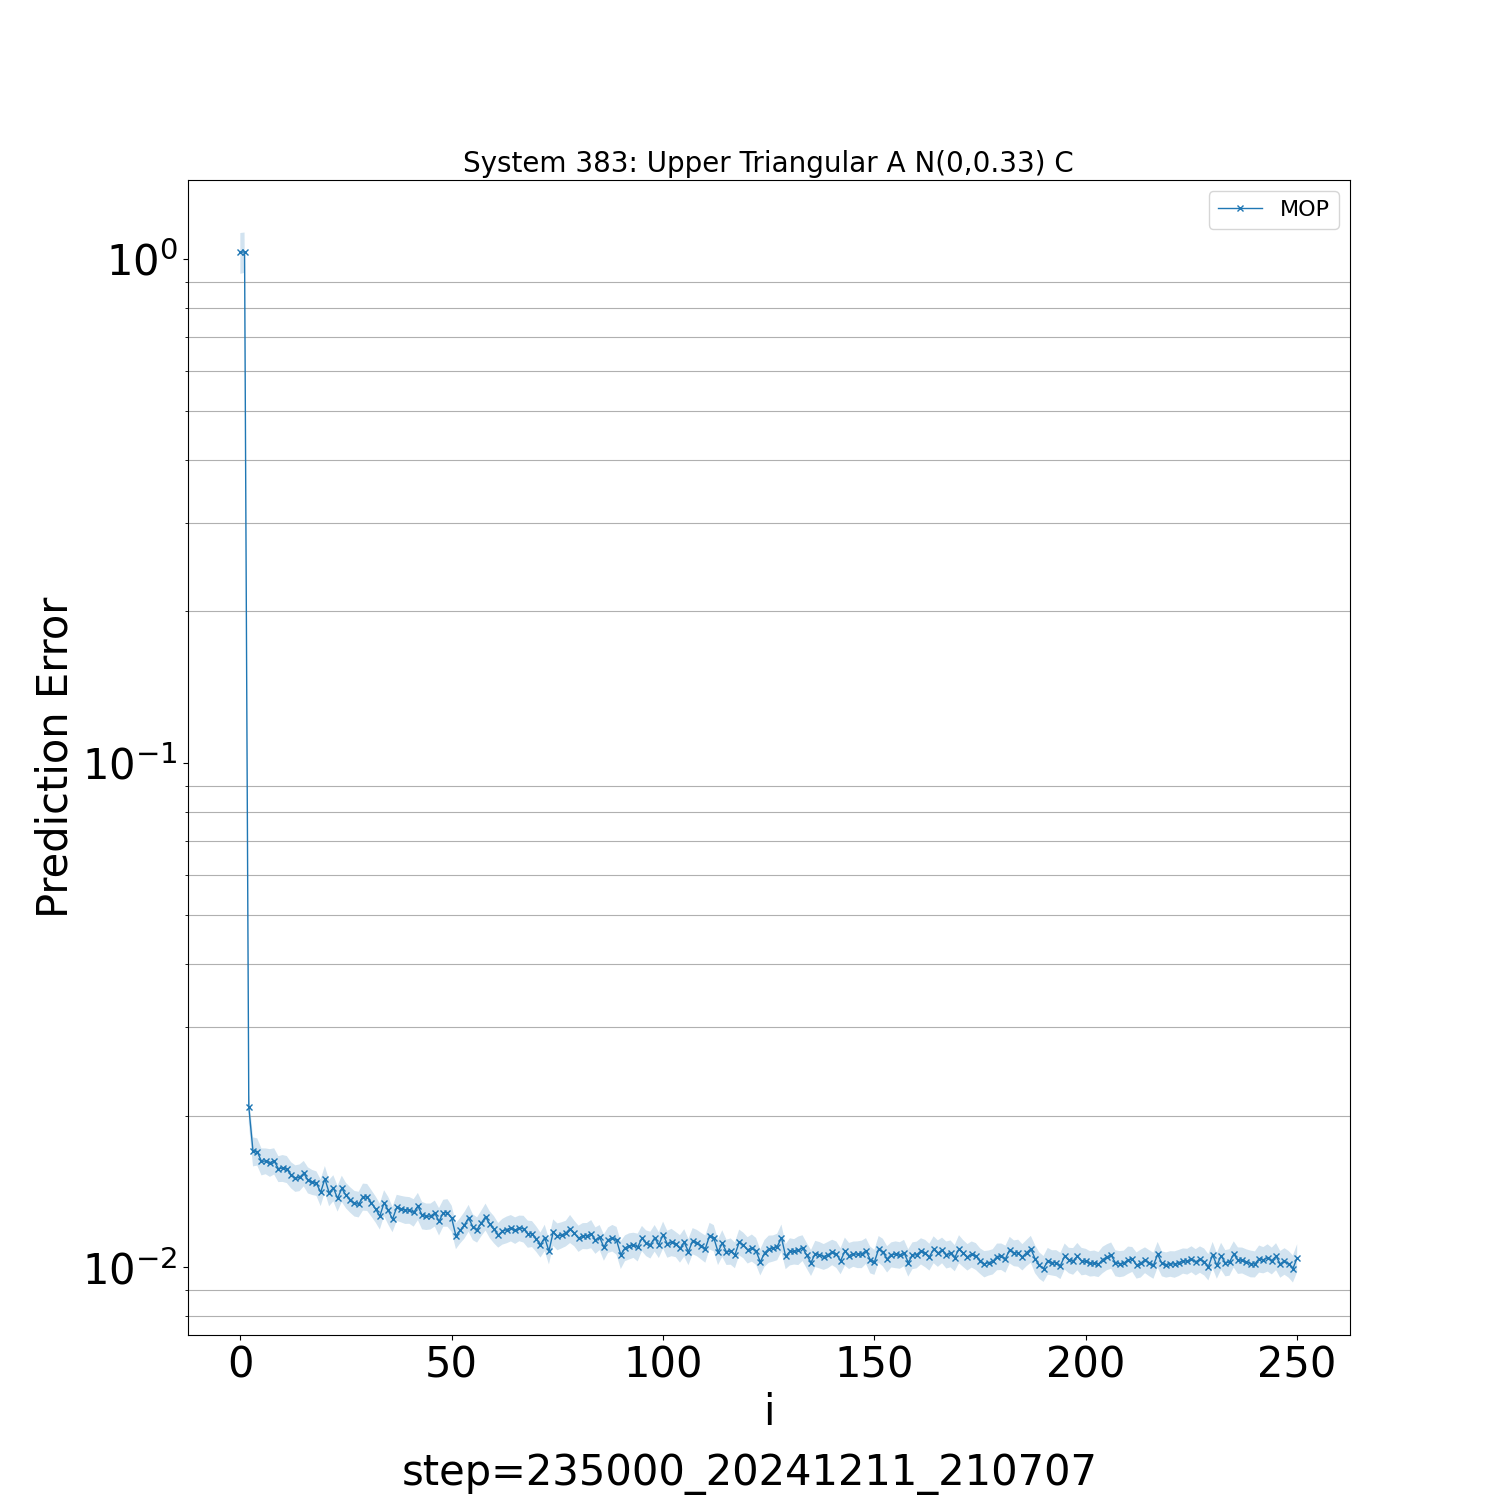 System 383: Upper Triangular A N(0,0.33) C
MOP
10⁰
10⁻¹
10⁻²
Prediction Error
0 50 100 150 200 250
i
step=235000_20241211_210707